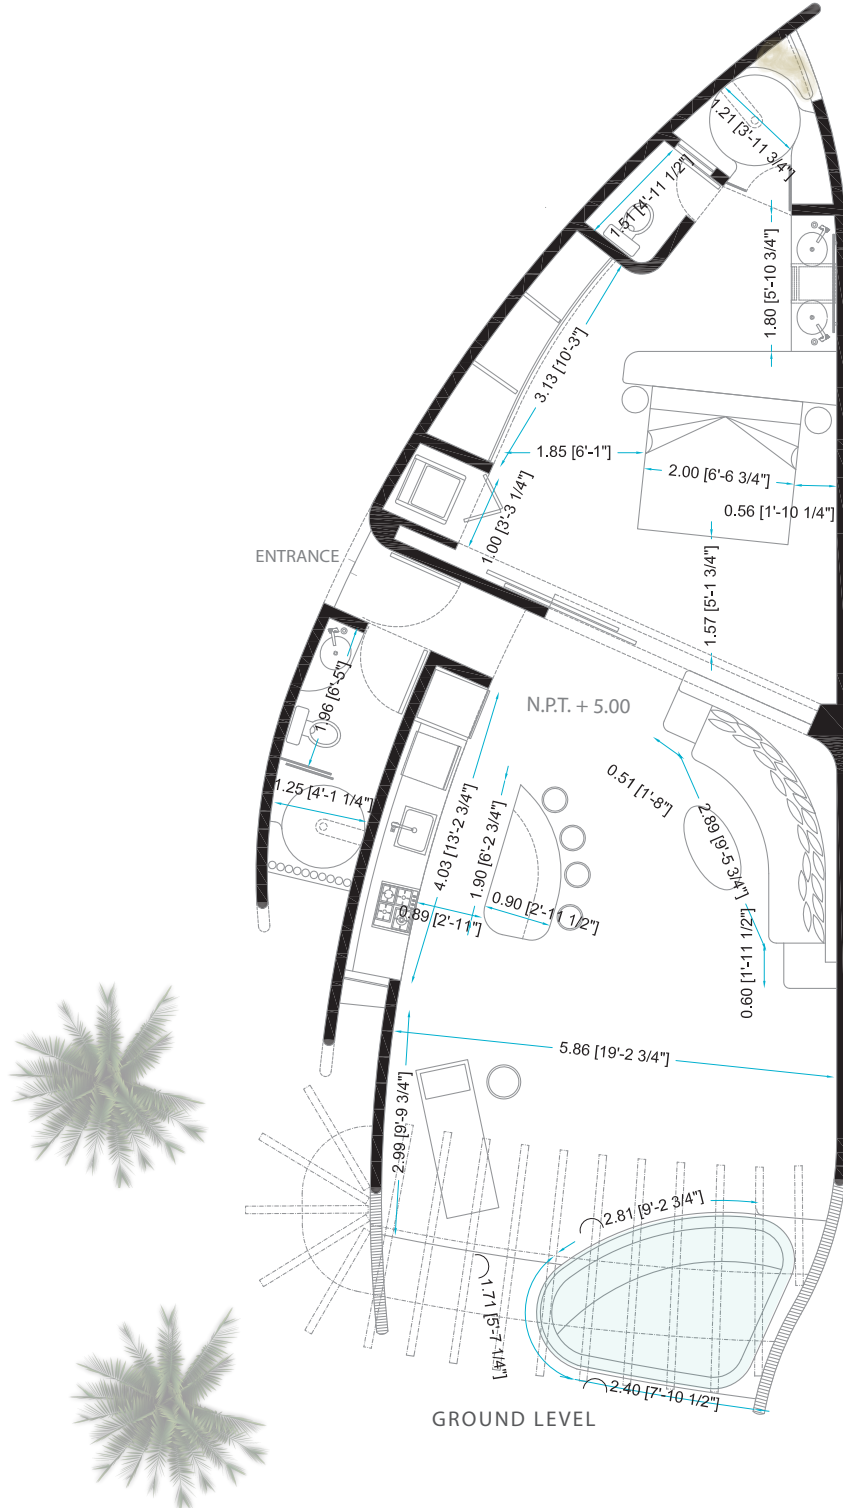 1.21 [3'-11 3/4"]
1.51 [4'-11 1/2"]
1.80 [5'-10 3/4"]
3.13 [10'-3"]
1.85 [6'-1"]
2.00 [6'-6 3/4"]
0.56 [1'-10 1/4"]
1.00 [3'-3 1/4"]
ENTRANCE
1.57 [5'-1 3/4"]
1.96 [6'-5"]
N.P.T. + 5.00
0.51 [1'-8"]
1.25 [4'-1 1/4"]
4.03 [13'-2 3/4"]
1.90 [6'-2 3/4"]
2.89 [9'-5 3/4"]
0.89 [2'-11"]
0.90 [2'-11 1/2"]
0.60 [1'-11 1/2"]
5.86 [19'-2 3/4"]
2.99 [9'-9 3/4"]
2.81 [9'-2 3/4"]
1.71 [5'-7 1/4"]
2.40 [7'-10 1/2"]
GROUND LEVEL